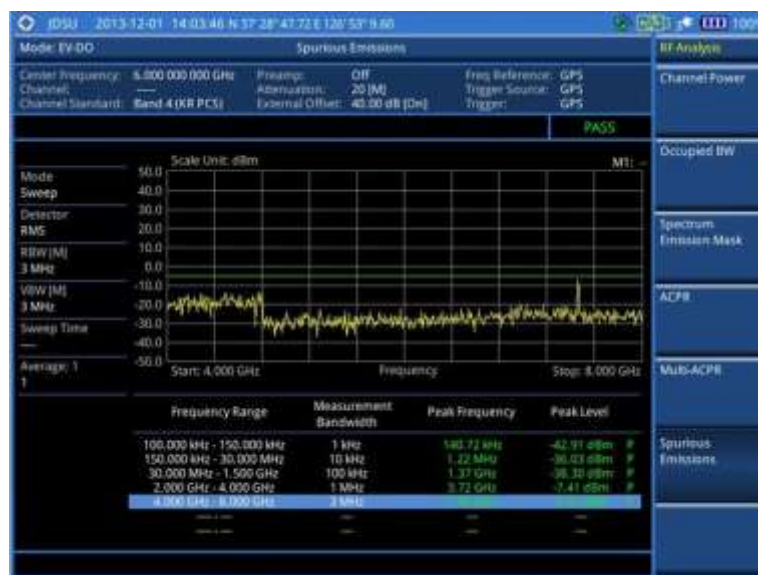 JDSU 2013-12-01 14:03:46 N 37° 28' 47.72 E 126° 53' 9.60 100%
Mode: EV-DO Spurious Emissions RF Analysis
Center Frequency: 6.000 000 000 GHz Preamp: Off Freq Reference: GPS
Channel: ---- Attenuation: 20 [M] Trigger Source: GPS
Channel Standard: Band 4 (KR PCS) External Offset: 40.00 dB [On] Trigger: GPS
Channel Power
PASS
Occupied BW
Scale Unit: dBm M1: --
Mode
Sweep
Detector
RMS
RBW [M]
3 MHz
VBW [M]
3 MHz
Sweep Time
----
Average: 1
1
50.0
40.0
30.0
20.0
10.0
0.0
-10.0
-20.0
-30.0
-40.0
-50.0
Start: 4.000 GHz Frequency Stop: 8.000 GHz
Spectrum
Emission Mask
ACPR
Multi-ACPR
Spurious
Emissions
Frequency Range Measurement Bandwidth Peak Frequency Peak Level
100.000 kHz - 150.000 kHz 1 kHz 140.72 kHz -42.91 dBm P
150.000 kHz - 30.000 MHz 10 kHz 1.22 MHz -36.03 dBm P
30.000 MHz - 1.500 GHz 100 kHz 1.37 GHz -38.30 dBm P
2.000 GHz - 4.000 GHz 1 MHz 3.72 GHz -7.41 dBm P
4.000 GHz - 8.000 GHz 3 MHz
---- - ---- --- --- ---
---- - ---- --- --- ---